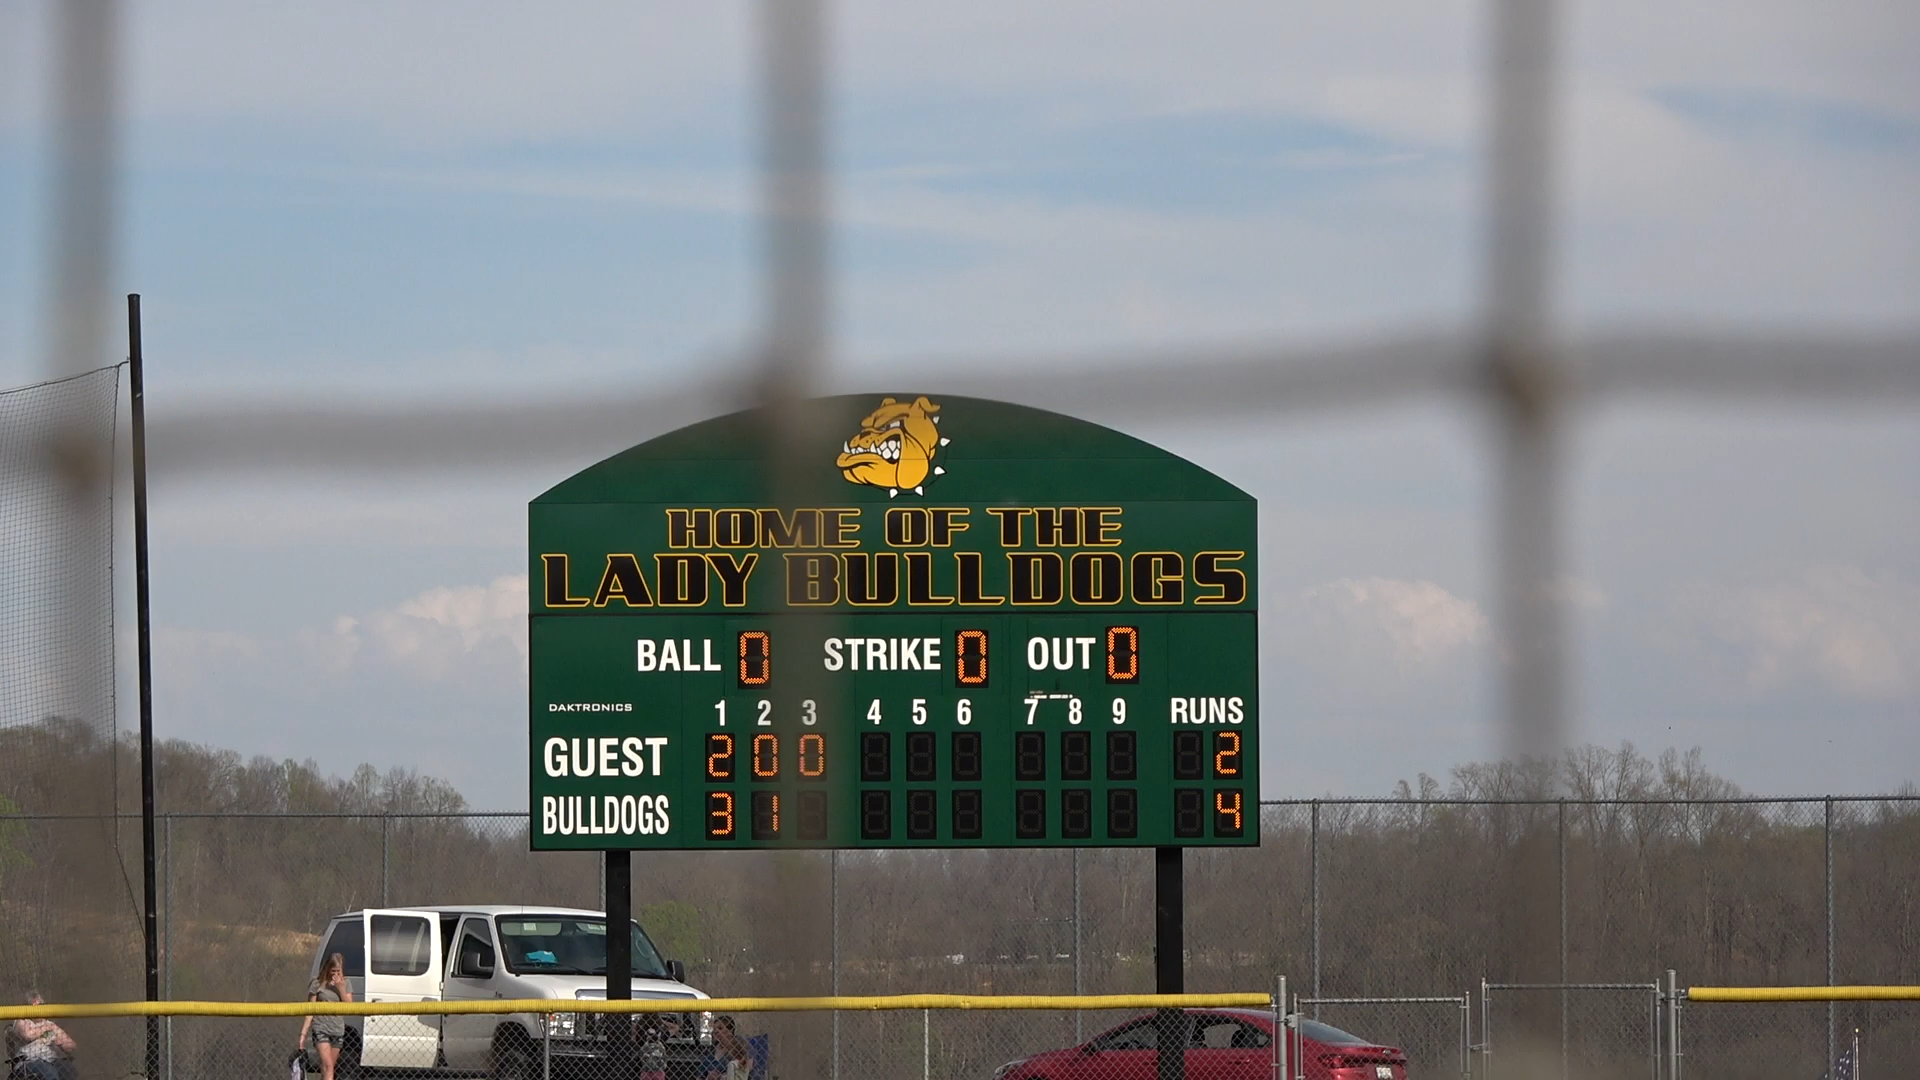 HOME OF THE
LADY BULLDOGS
BALL 0 STRIKE 0 OUT 0
DAKTRONICS 1 2 3 4 5 6 7 8 9 RUNS
GUEST 2 0 0 2
BULLDOGS 3 1 4